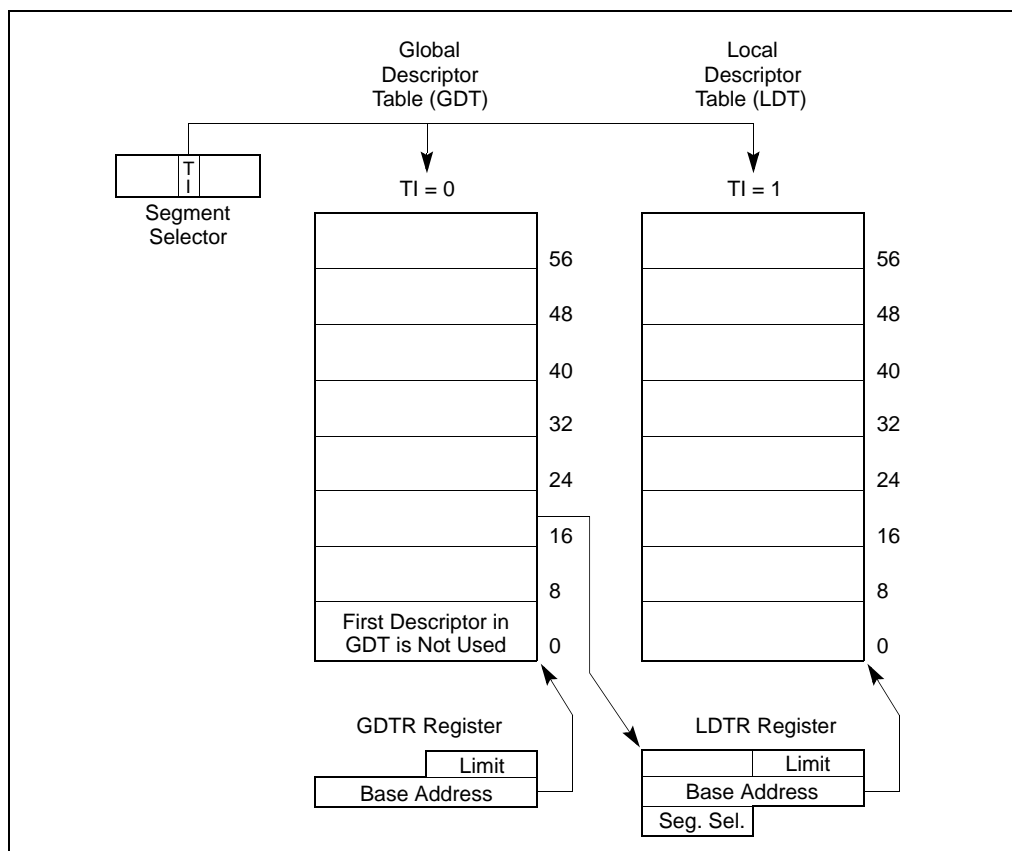 Global
Descriptor
Table (GDT)
Local
Descriptor
Table (LDT)
T
I
Segment
Selector
TI = 0
TI = 1
56
48
40
32
24
16
8
First Descriptor in
GDT is Not Used
0
56
48
40
32
24
16
8
0
GDTR Register
Limit
Base Address
LDTR Register
Limit
Base Address
Seg. Sel.